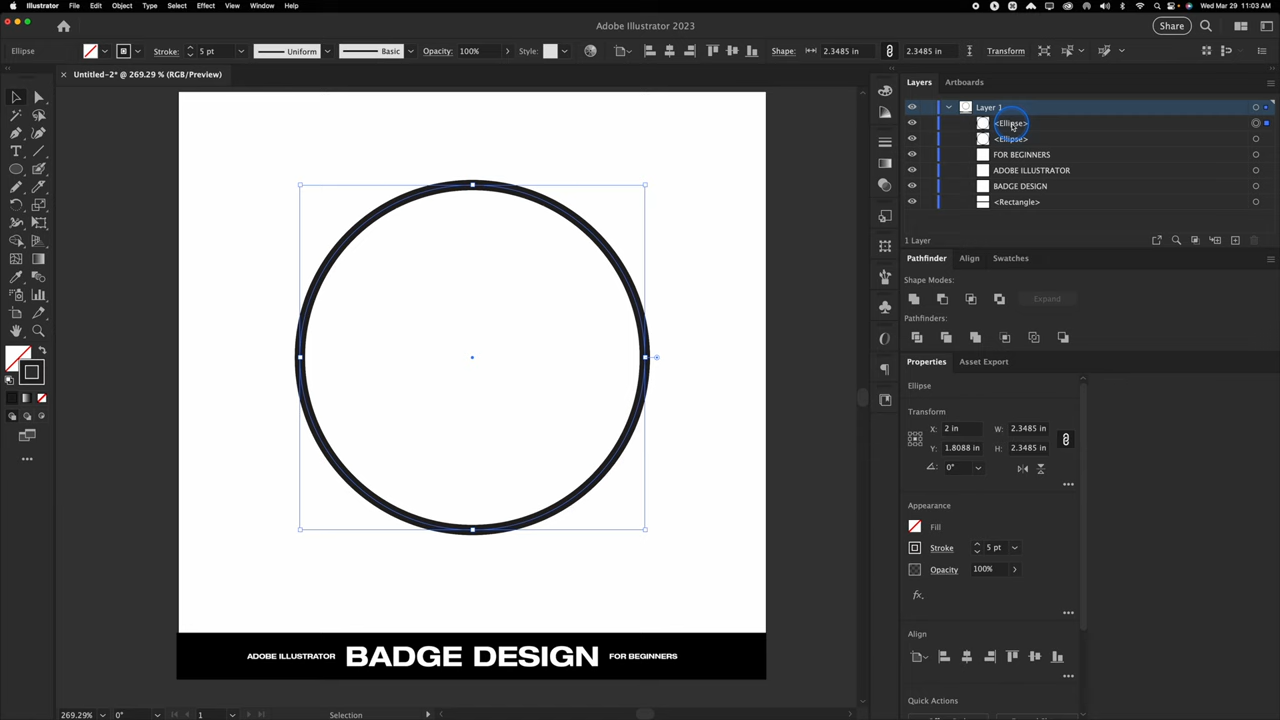 Illustrator File Edit Object Type Select Effect View Window Help Wed Mar 29 11:03 AM
Adobe Illustrator 2023 Share
Ellipse Stroke: 5 pt Uniform Basic Opacity: 100% Style: Shape: 2.3485 in 2.3485 in Transform
× Untitled-2* @ 269.29 % (RGB/Preview)
Layers Artboards
Layer 1
<Ellipse>
<Ellipse>
FOR BEGINNERS
ADOBE ILLUSTRATOR
BADGE DESIGN
<Rectangle>
1 Layer
Pathfinder Align Swatches
Shape Modes:
Expand
Pathfinders:
Properties Asset Export
Ellipse
Transform
X: 2 in W: 2.3485 in
Y: 1.8088 in H: 2.3485 in
0°
Appearance
Fill
Stroke 5 pt
Opacity 100%
fx.
Align
Quick Actions
ADOBE ILLUSTRATOR BADGE DESIGN FOR BEGINNERS
269.29% 0° 1 Selection